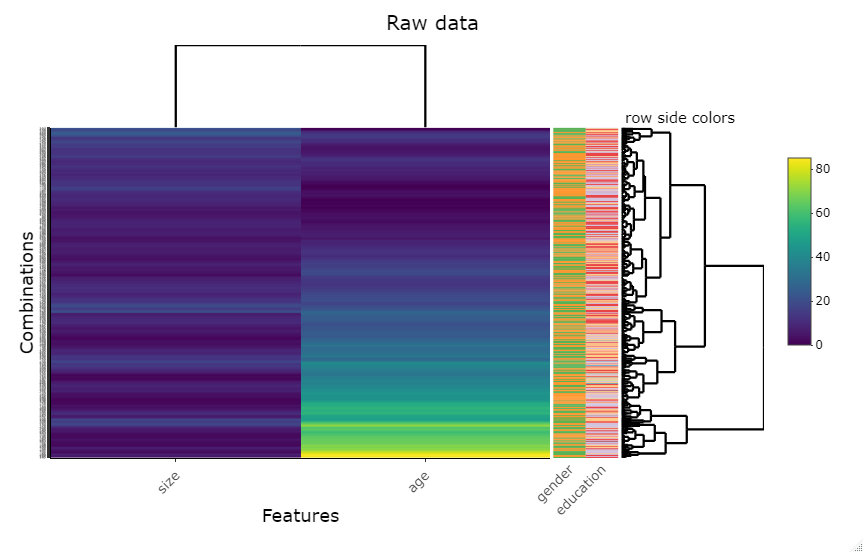 Raw data
row side colors
80
60
40
20
0
Combinations
size
age
gender
education
Features